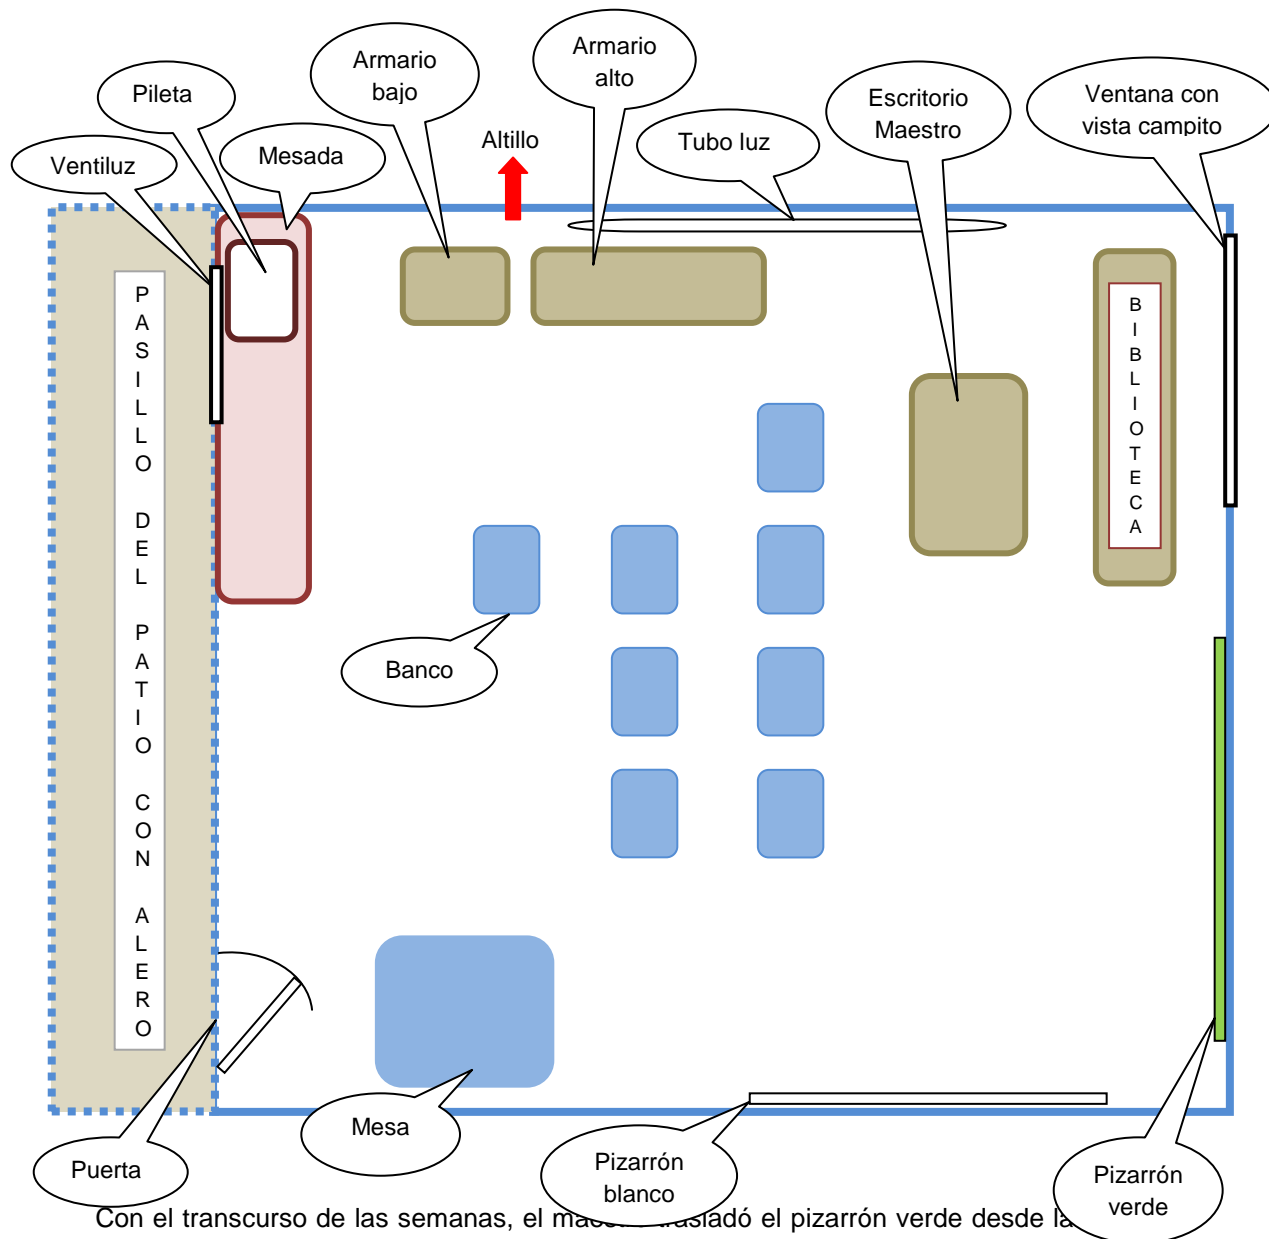 Armario
bajo
Armario
alto
Pileta
Escritorio
Maestro
Ventana con
vista campito
Ventiluz
Mesada
Altillo
Tubo luz
PASILLO DEL PATIO CON ALERO
BIBLIOTECA
Banco
Mesa
Puerta
Pizarrón
blanco
Pizarrón
verde
Con el transcurso de las semanas, el trasladó el pizarrón verde desde